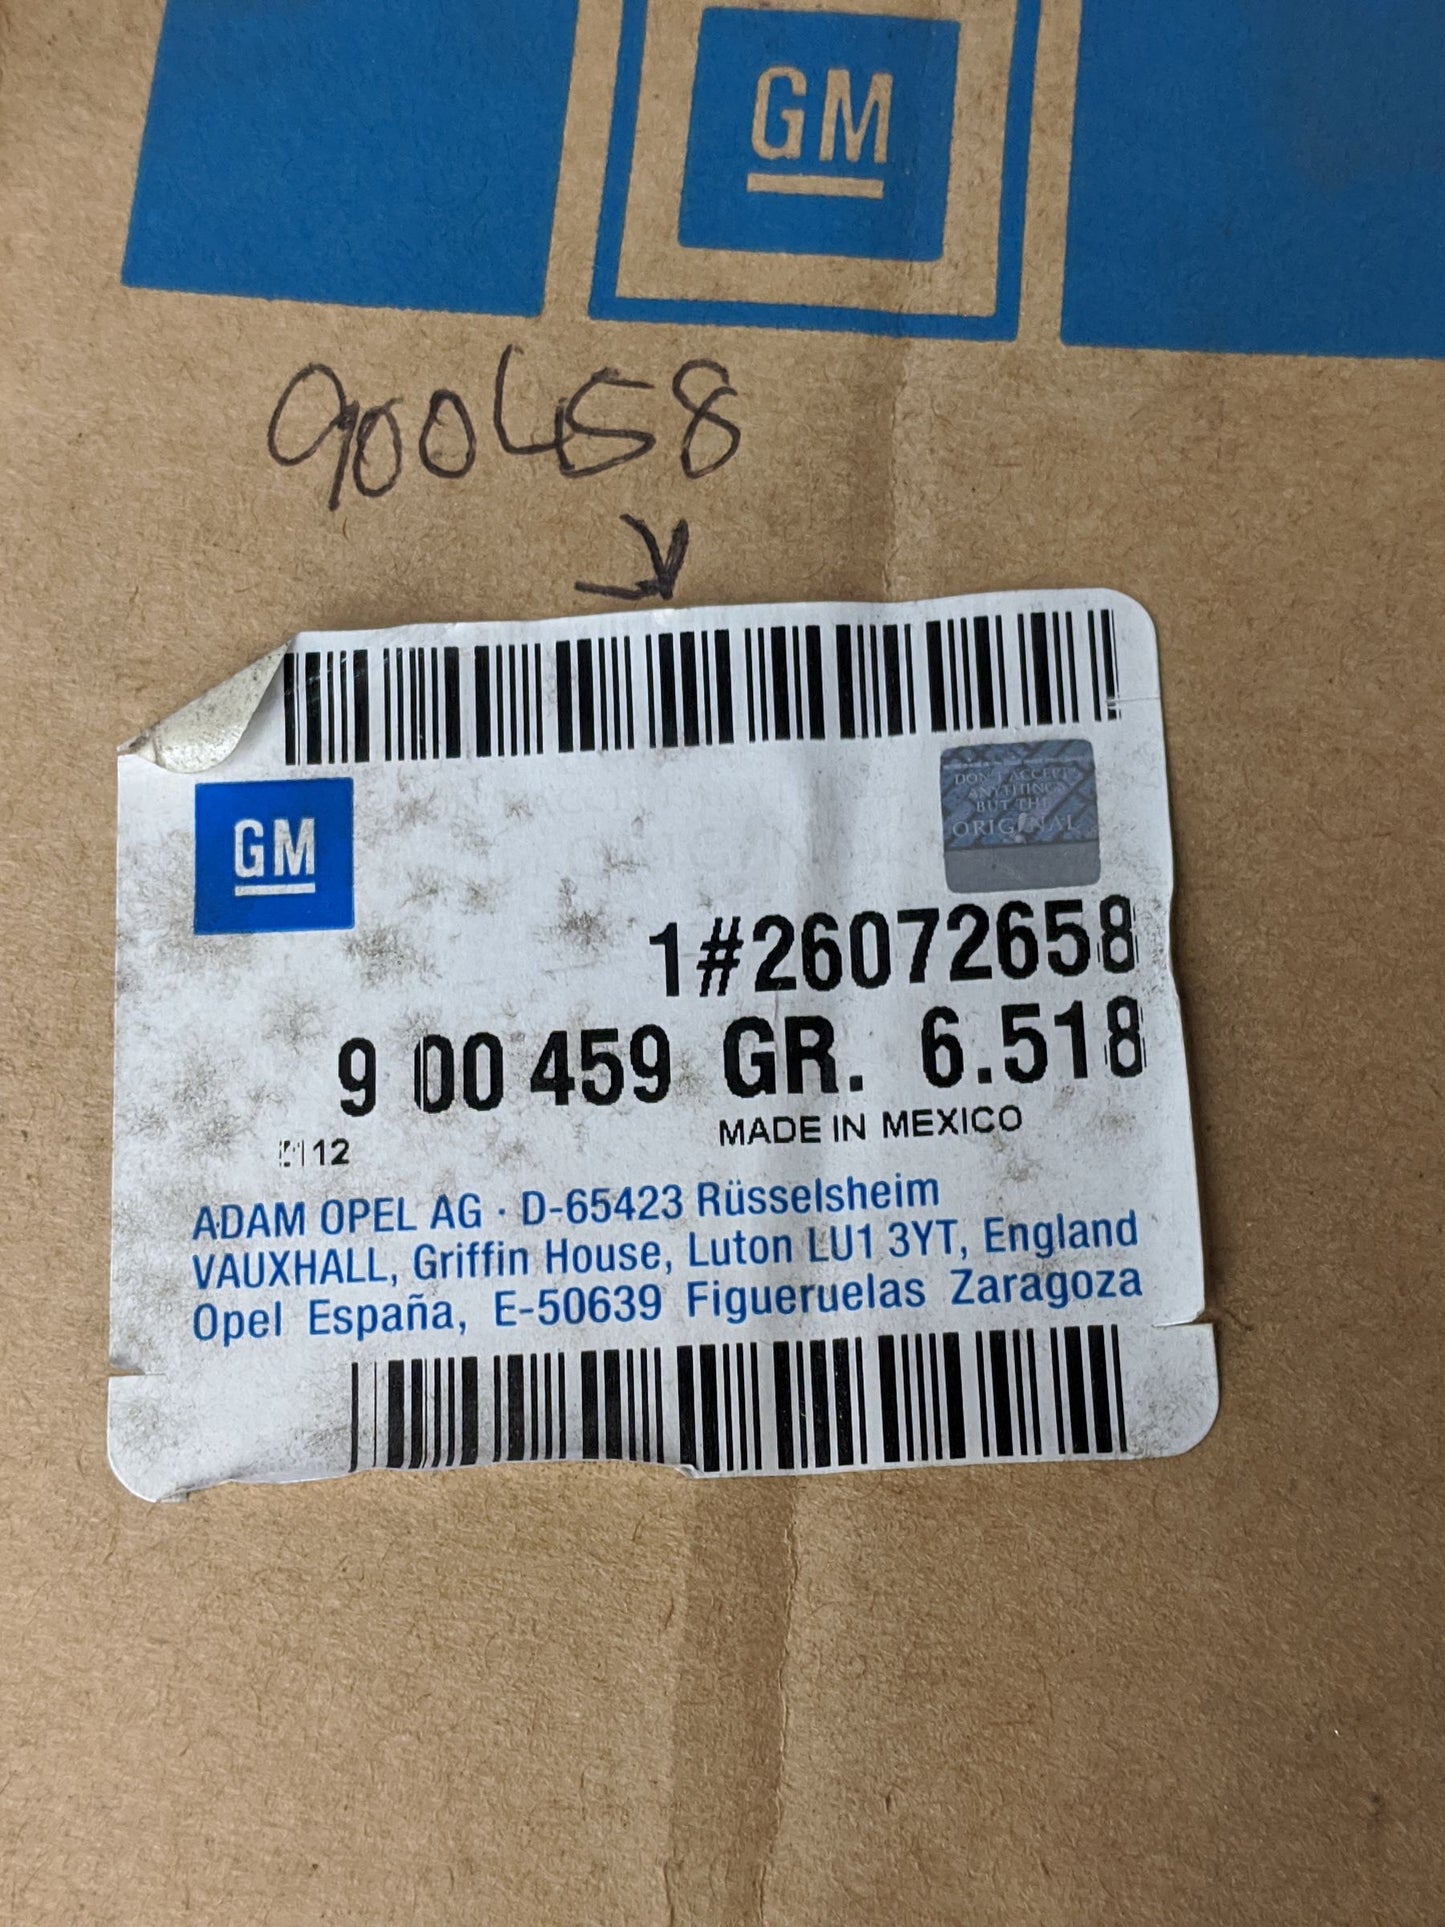 GM
900458
GM
DON'T ACCEPT
ANYTHING
BUT THE
ORIGINAL
1#26072658
9 00 459 GR. 6.518
MADE IN MEXICO
12
ADAM OPEL AG · D-65423 Rüsselsheim
VAUXHALL, Griffin House, Luton LU1 3YT, England
Opel España, E-50639 Figueruelas Zaragoza